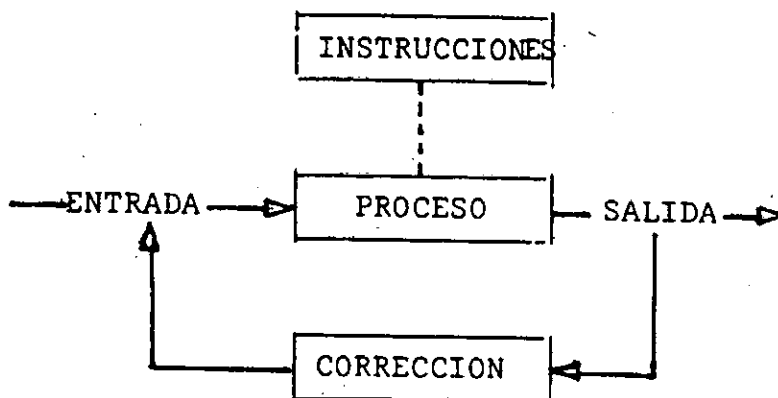 INSTRUCCIONES
ENTRADA PROCESO SALIDA
CORRECCION